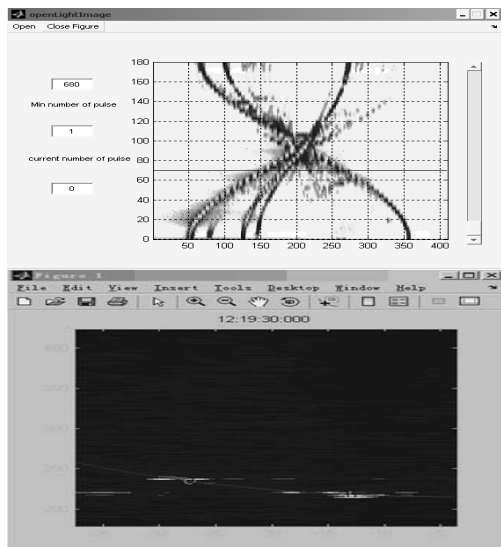 openLightImage
Open Close Figure
680
Min number of pulse
1
current number of pulse
0
180
160
140
120
100
80
60
40
20
0
0 50 100 150 200 250 300 350 400
Figure 1
File Edit View Insert Tools Desktop Window Help
12:19:30:000